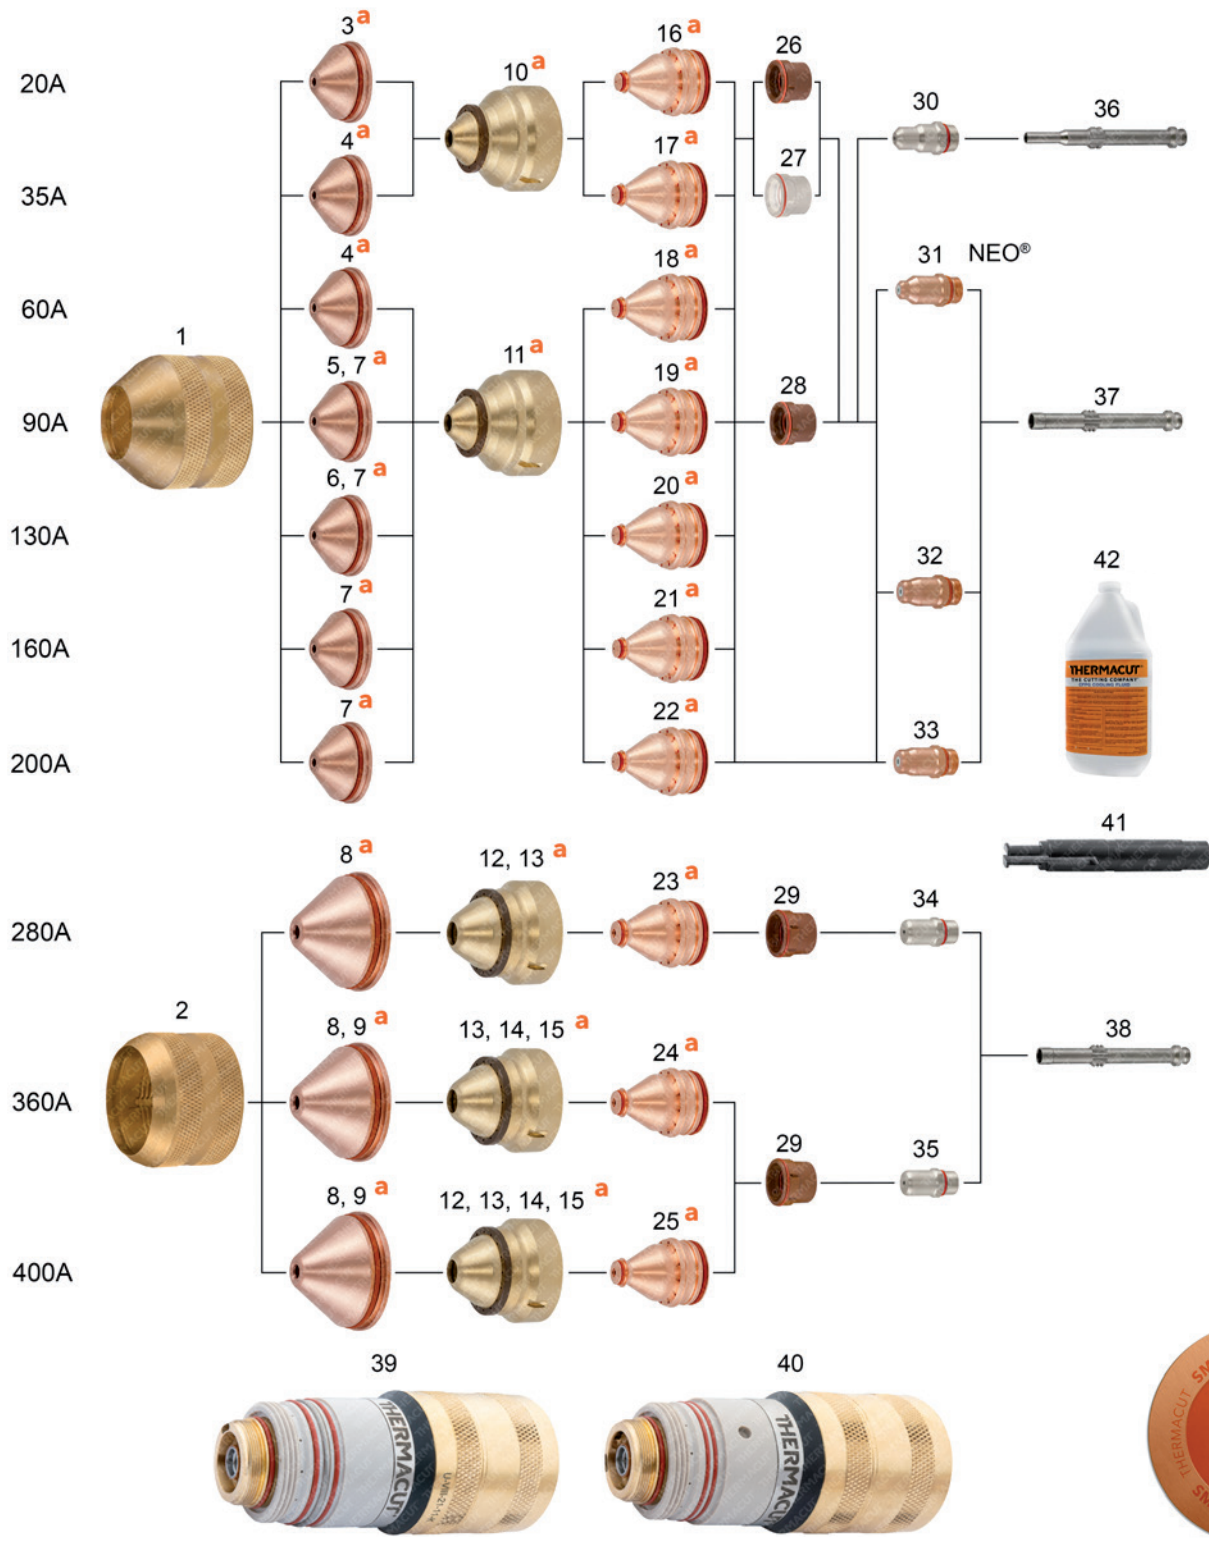 3 a
16 a
26
20A
10 a
30
36
4 a
17 a
27
35A
4 a
18 a
31 NEO®
60A
1
5, 7 a
11 a
19 a
28
37
90A
6, 7 a
20 a
130A
32
42
7 a
21 a
160A
THERMACUT
THE CUTTING COMPANY
7 a
22 a
33
200A
41
8 a
12, 13 a
23 a
29
34
280A
2
8, 9 a
13, 14, 15 a
24 a
38
360A
29
35
8, 9 a
12, 13, 14, 15 a
25 a
400A
39
40
THERMACUT
THERMACUT
THERMACUT